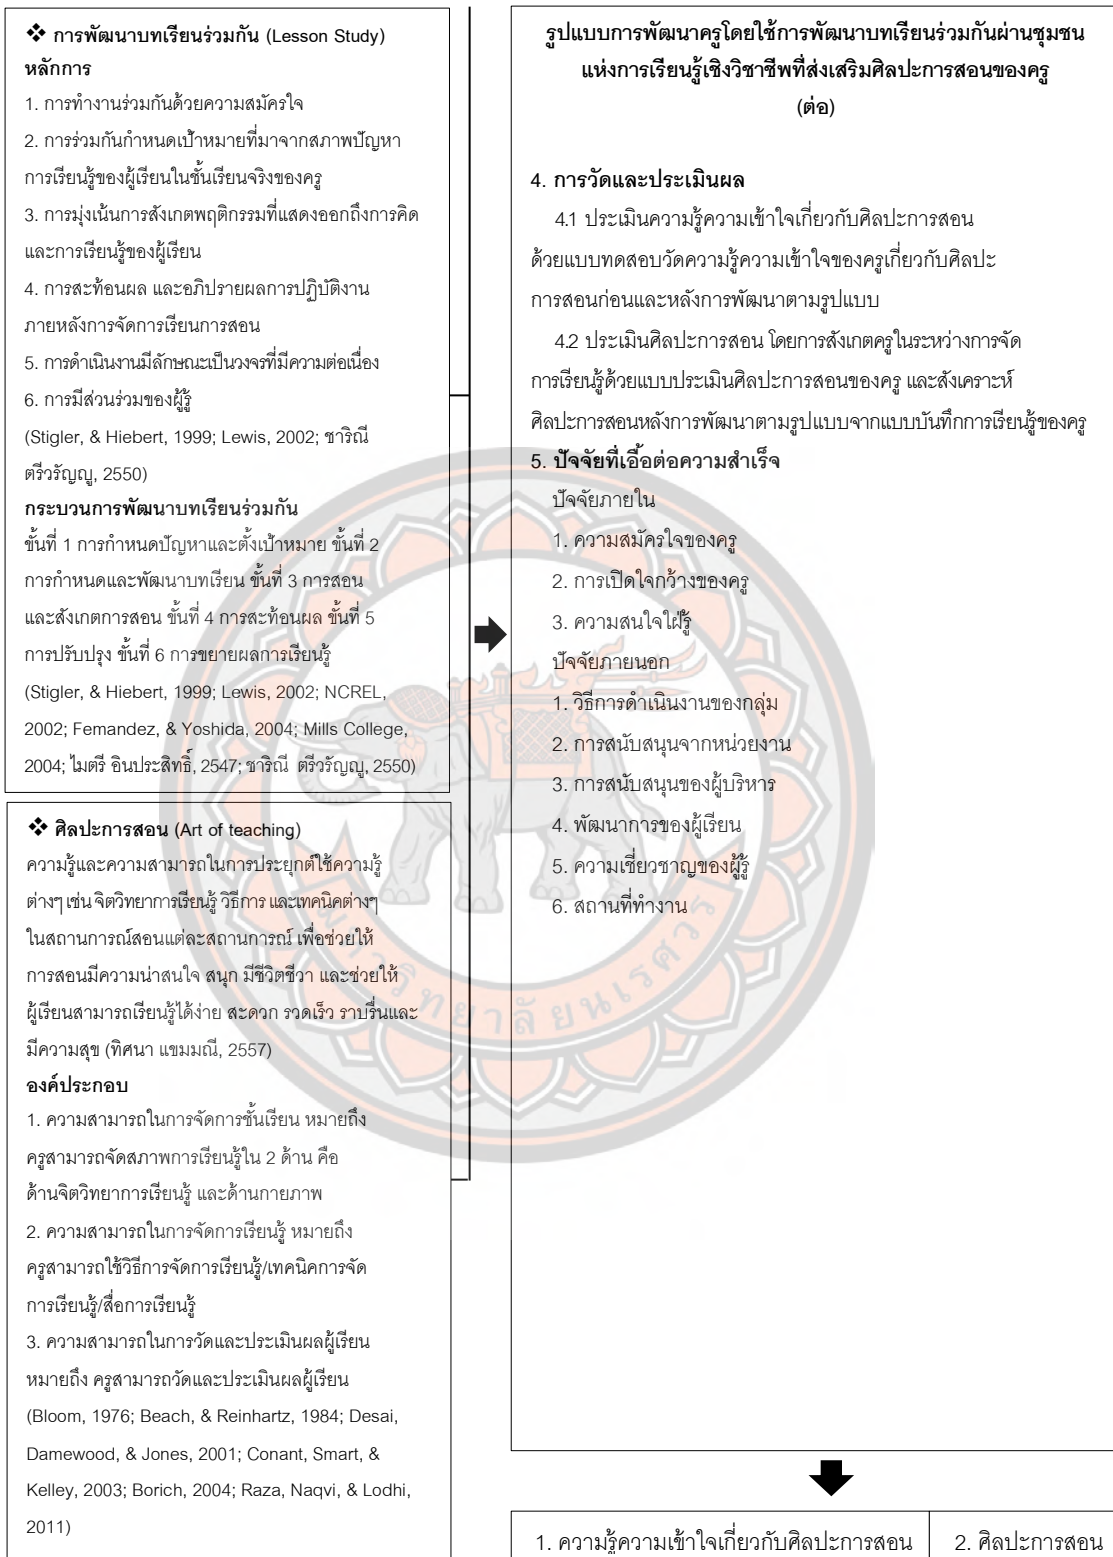 ❖ การพัฒนาบทเรียนร่วมกัน (Lesson Study)
หลักการ
1. การทำงานร่วมกันด้วยความสมัครใจ
2. การร่วมกันกำหนดเป้าหมายที่มาจากสภาพปัญหา
การเรียนรู้ของผู้เรียนในชั้นเรียนจริงของครู
3. การมุ่งเน้นการสังเกตพฤติกรรมที่แสดงออกถึงการคิด
และการเรียนรู้ของผู้เรียน
4. การสะท้อนผล และอภิปรายผลการปฏิบัติงาน
ภายหลังการจัดการเรียนการสอน
5. การดำเนินงานมีลักษณะเป็นวงจรที่มีความต่อเนื่อง
6. การมีส่วนร่วมของผู้รู้
(Stigler, & Hiebert, 1999; Lewis, 2002; ชาริณี
ตรีวรัญญู, 2550)
กระบวนการพัฒนาบทเรียนร่วมกัน
ขั้นที่ 1 การกำหนดปัญหาและตั้งเป้าหมาย ขั้นที่ 2
การกำหนดและพัฒนาบทเรียน ขั้นที่ 3 การสอน
และสังเกตการสอน ขั้นที่ 4 การสะท้อนผล ขั้นที่ 5
การปรับปรุง ขั้นที่ 6 การขยายผลการเรียนรู้
(Stigler, & Hiebert, 1999; Lewis, 2002; NCREL,
2002; Fernandez, & Yoshida, 2004; Mills College,
2004; ไมตรี อินประสิทธิ์, 2547; ชาริณี ตรีวรัญญู, 2550)
❖ ศิลปะการสอน (Art of teaching)
ความรู้และความสามารถในการประยุกต์ใช้ความรู้
ต่างๆ เช่น จิตวิทยาการเรียนรู้ วิธีการ และเทคนิคต่างๆ
ในสถานการณ์สอนแต่ละสถานการณ์ เพื่อช่วยให้
การสอนมีความน่าสนใจ สนุก มีชีวิตชีวา และช่วยให้
ผู้เรียนสามารถเรียนรู้ได้ง่าย สะดวก รวดเร็ว ราบรื่นและ
มีความสุข (ทิศนา แขมมณี, 2557)
องค์ประกอบ
1. ความสามารถในการจัดการชั้นเรียน หมายถึง
ครูสามารถจัดสภาพการเรียนรู้ใน 2 ด้าน คือ
ด้านจิตวิทยาการเรียนรู้ และด้านกายภาพ
2. ความสามารถในการจัดการเรียนรู้ หมายถึง
ครูสามารถใช้วิธีการจัดการเรียนรู้/เทคนิคการจัด
การเรียนรู้/สื่อการเรียนรู้
3. ความสามารถในการวัดและประเมินผลผู้เรียน
หมายถึง ครูสามารถวัดและประเมินผลผู้เรียน
(Bloom, 1976; Beach, & Reinhartz, 1984; Desai,
Damewood, & Jones, 2001; Conant, Smart, &
Kelley, 2003; Borich, 2004; Raza, Naqvi, & Lodhi,
2011)
รูปแบบการพัฒนาครูโดยใช้การพัฒนาบทเรียนร่วมกันผ่านชุมชน
แห่งการเรียนรู้เชิงวิชาชีพที่ส่งเสริมศิลปะการสอนของครู
(ต่อ)
4. การวัดและประเมินผล
4.1 ประเมินความรู้ความเข้าใจเกี่ยวกับศิลปะการสอน
ด้วยแบบทดสอบวัดความรู้ความเข้าใจของครูเกี่ยวกับศิลปะ
การสอนก่อนและหลังการพัฒนาตามรูปแบบ
4.2 ประเมินศิลปะการสอน โดยการสังเกตครูในระหว่างการจัด
การเรียนรู้ด้วยแบบประเมินศิลปะการสอนของครู และสังเคราะห์
ศิลปะการสอนหลังการพัฒนาตามรูปแบบจากแบบบันทึกการเรียนรู้ของครู
5. ปัจจัยที่เอื้อต่อความสำเร็จ
ปัจจัยภายใน
1. ความสมัครใจของครู
2. การเปิดใจกว้างของครู
3. ความสนใจใฝ่รู้
ปัจจัยภายนอก
1. วิธีการดำเนินงานของกลุ่ม
2. การสนับสนุนจากหน่วยงาน
3. การสนับสนุนของผู้บริหาร
4. พัฒนาการของผู้เรียน
5. ความเชี่ยวชาญของผู้รู้
6. สถานที่ทำงาน
มหาวิทยาลัยนเรศวร
1. ความรู้ความเข้าใจเกี่ยวกับศิลปะการสอน
2. ศิลปะการสอน